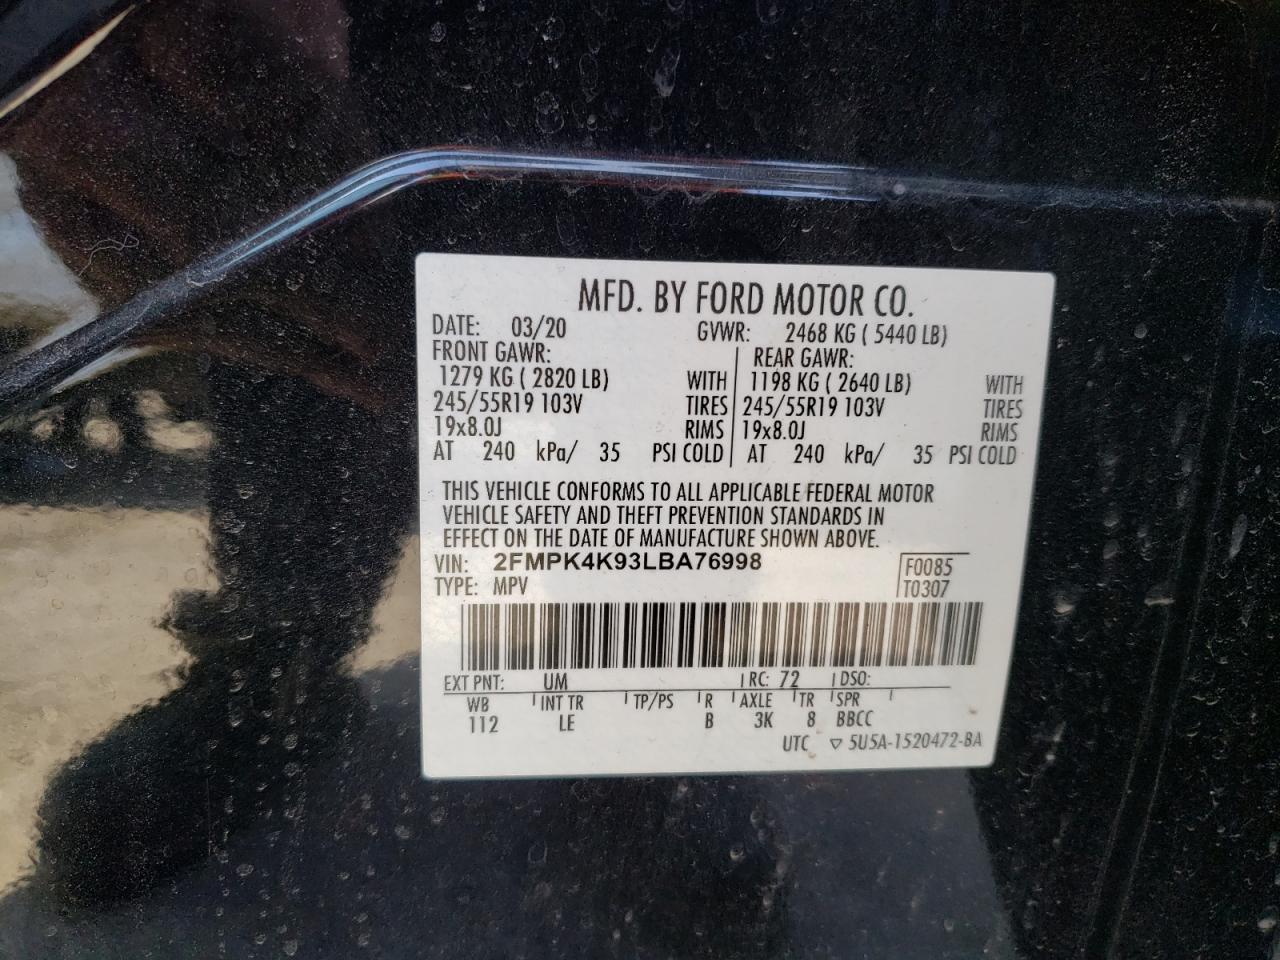 MFD. BY FORD MOTOR CO.
DATE: 03/20 GVWR: 2468 KG ( 5440 LB)
FRONT GAWR: REAR GAWR:
1279 KG ( 2820 LB) WITH 1198 KG ( 2640 LB) WITH
245/55R19 103V TIRES 245/55R19 103V TIRES
19x8.0J RIMS 19x8.0J RIMS
AT 240 kPa/ 35 PSI COLD AT 240 kPa/ 35 PSI COLD
THIS VEHICLE CONFORMS TO ALL APPLICABLE FEDERAL MOTOR
VEHICLE SAFETY AND THEFT PREVENTION STANDARDS IN
EFFECT ON THE DATE OF MANUFACTURE SHOWN ABOVE.
VIN: 2FMPK4K93LBA76998 F0085
TYPE: MPV T0307
EXT PNT: UM RC: 72 DSO:
WB INT TR TP/PS R AXLE TR SPR
112 LE B 3K 8 BBCC
UTC ▽ 5U5A-1520472-BA